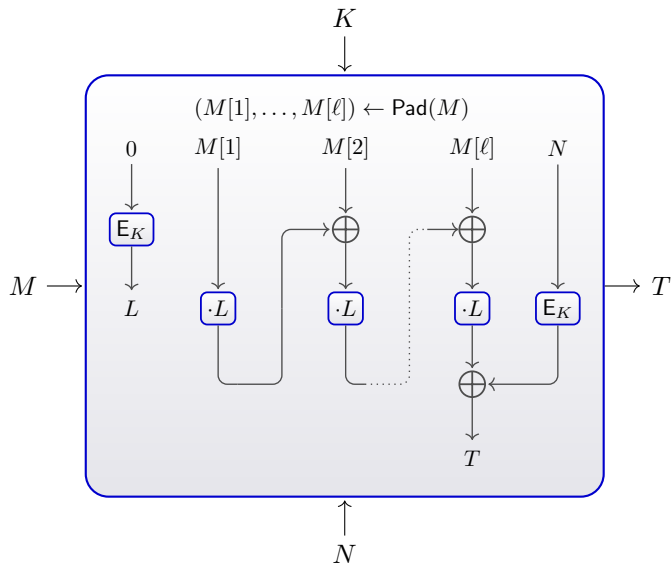 K
(M[1], . . . , M[ℓ]) ← Pad(M)
0 M[1] M[2] M[ℓ] N
E_K
M L ·L ·L ·L E_K T
T
N